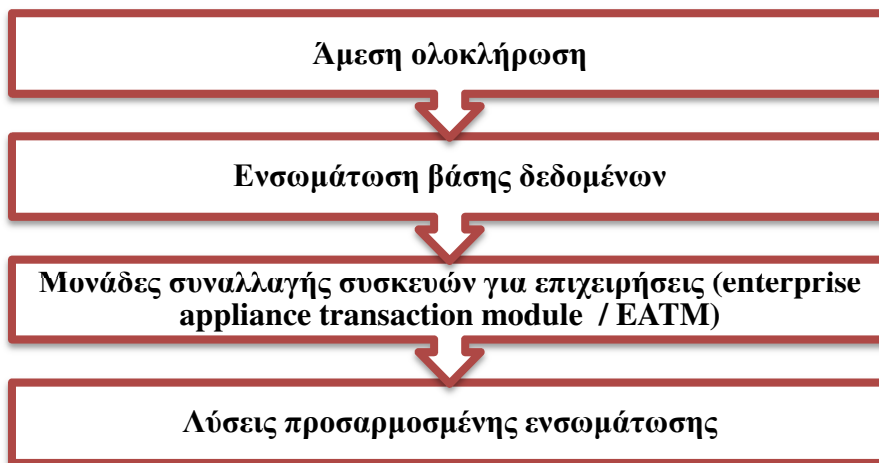 Άμεση ολοκλήρωση
Ενσωμάτωση βάσης δεδομένων
Μονάδες συναλλαγής συσκευών για επιχειρήσεις (enterprise
appliance transaction module / EATM)
Λύσεις προσαρμοσμένης ενσωμάτωσης